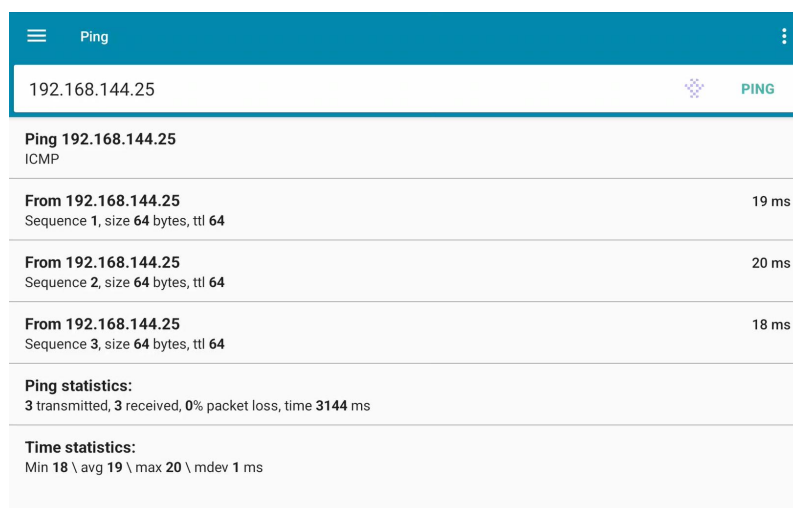 Ping
192.168.144.25
PING
Ping 192.168.144.25
ICMP
From 192.168.144.25 19 ms
Sequence 1, size 64 bytes, ttl 64
From 192.168.144.25 20 ms
Sequence 2, size 64 bytes, ttl 64
From 192.168.144.25 18 ms
Sequence 3, size 64 bytes, ttl 64
Ping statistics:
3 transmitted, 3 received, 0% packet loss, time 3144 ms
Time statistics:
Min 18 \ avg 19 \ max 20 \ mdev 1 ms